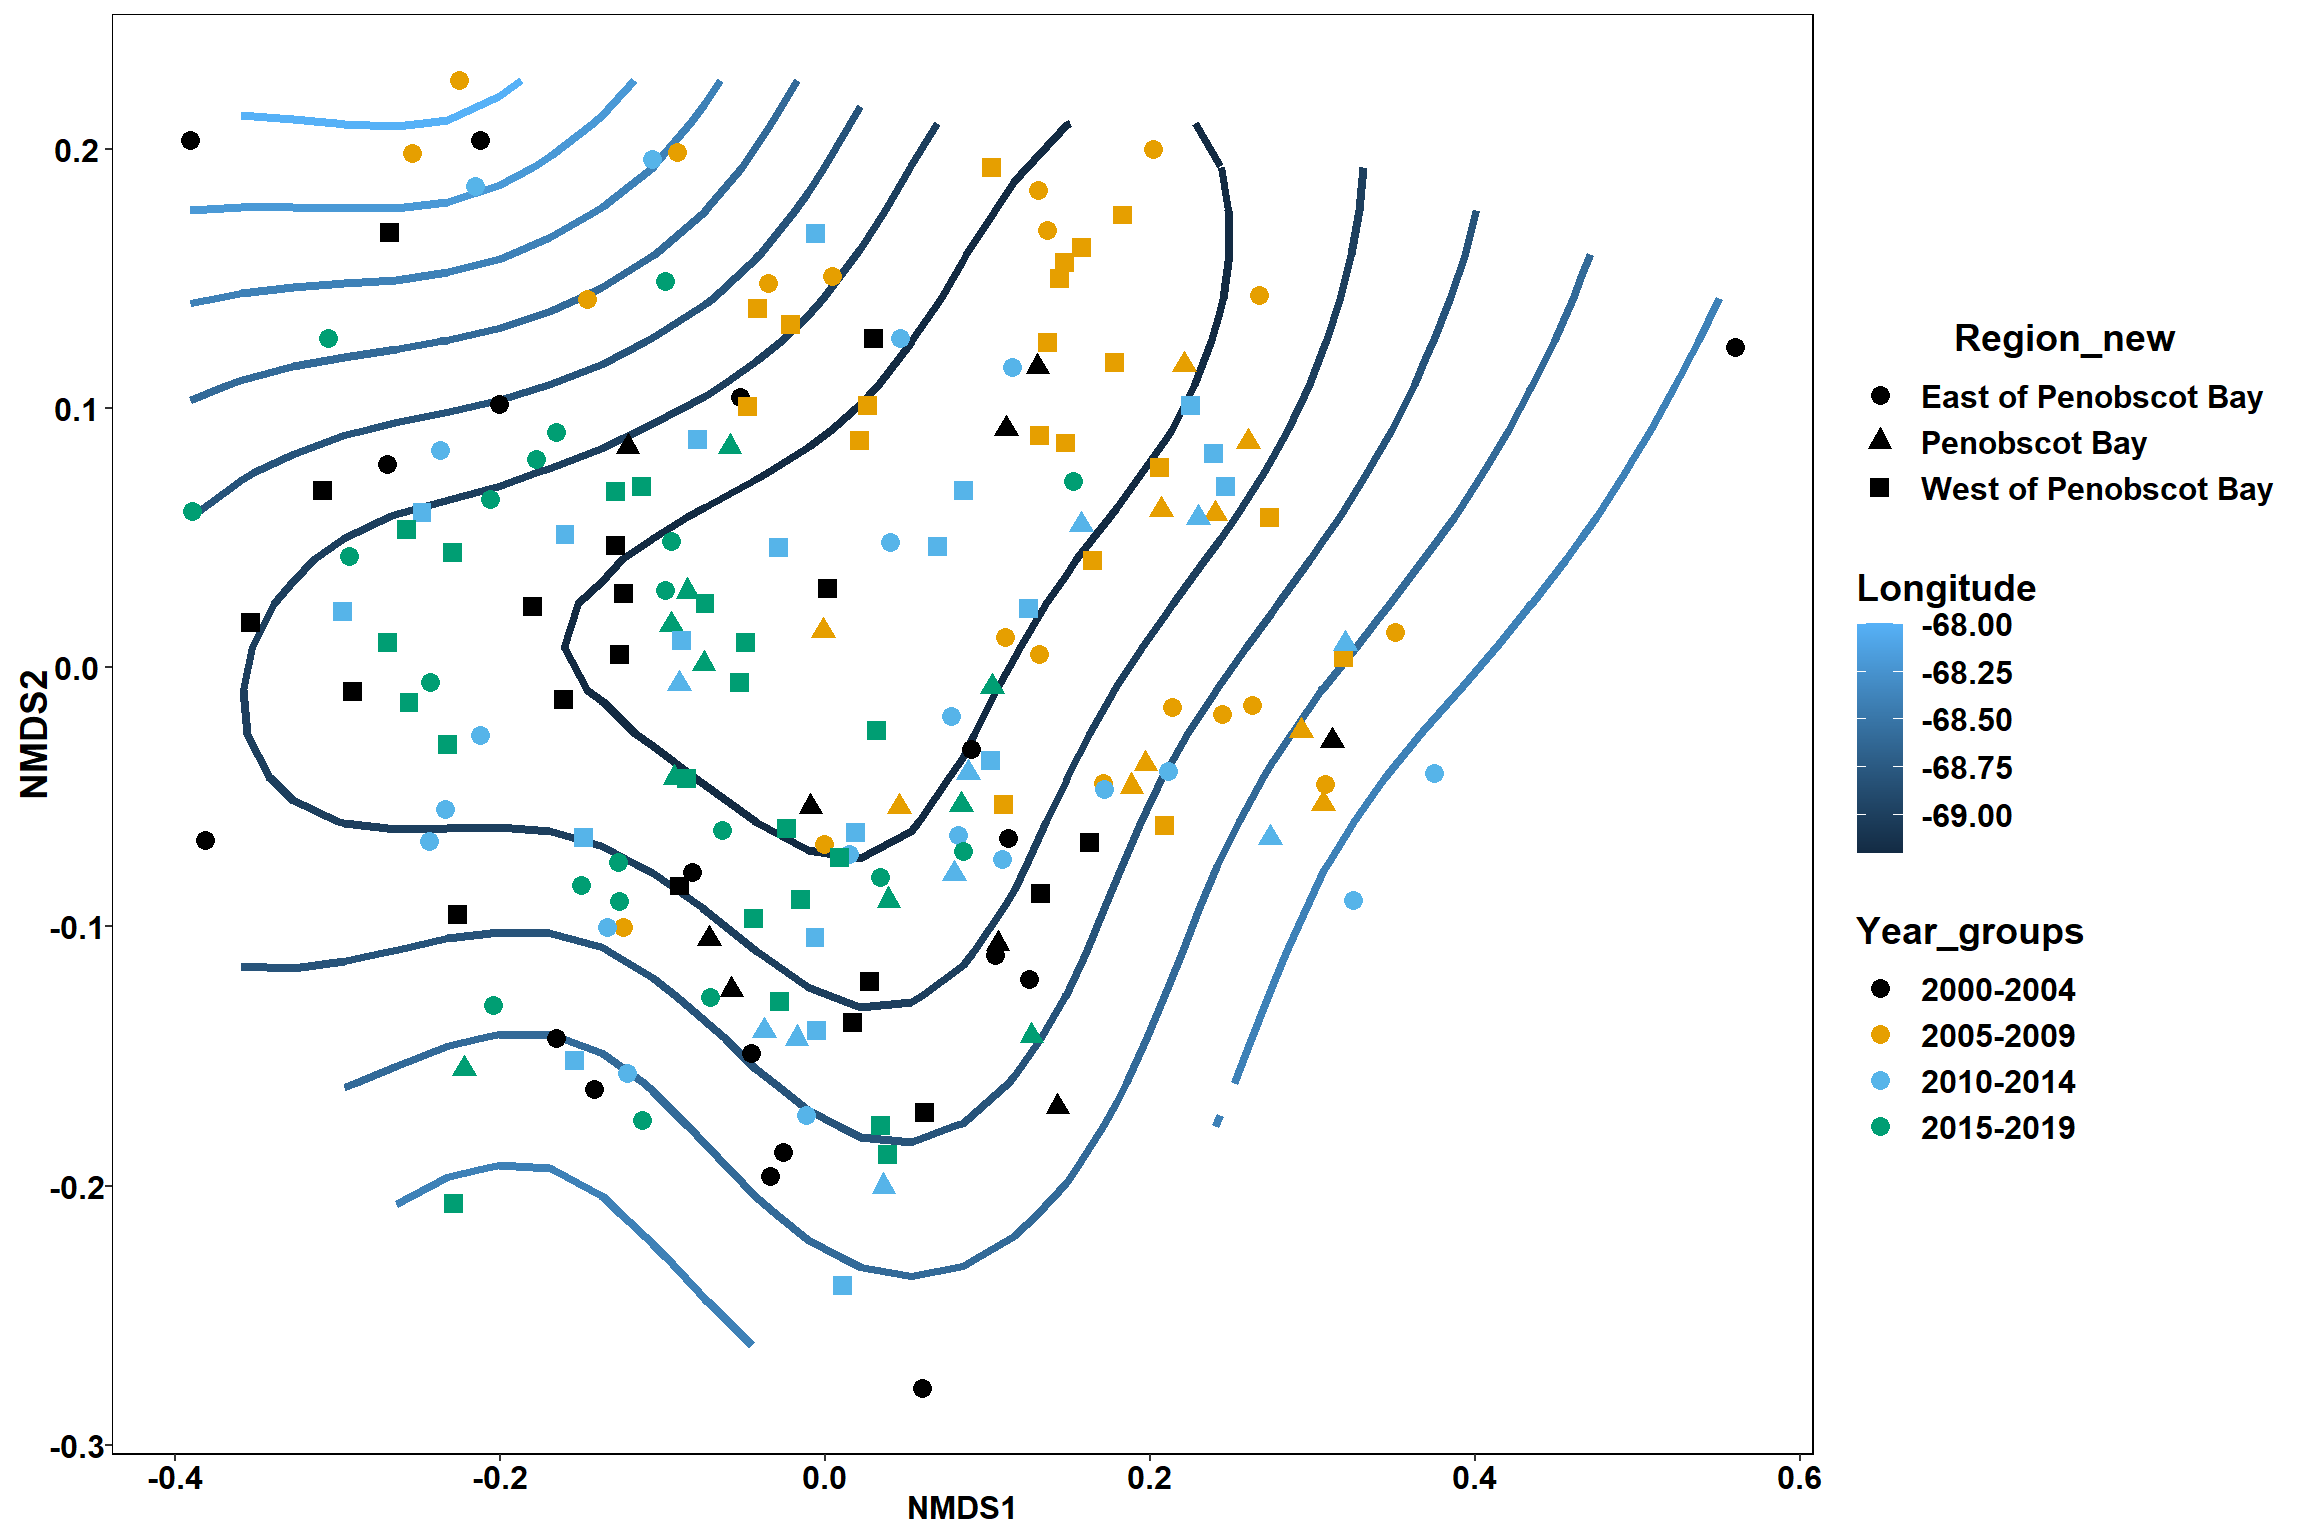 0.2
0.1
0.0
-0.1
-0.2
-0.3
NMDS2
-0.4
-0.2
0.0
0.2
0.4
0.6
NMDS1
Region_new
East of Penobscot Bay
Penobscot Bay
West of Penobscot Bay
Longitude
-68.00
-68.25
-68.50
-68.75
-69.00
Year_groups
2000-2004
2005-2009
2010-2014
2015-2019